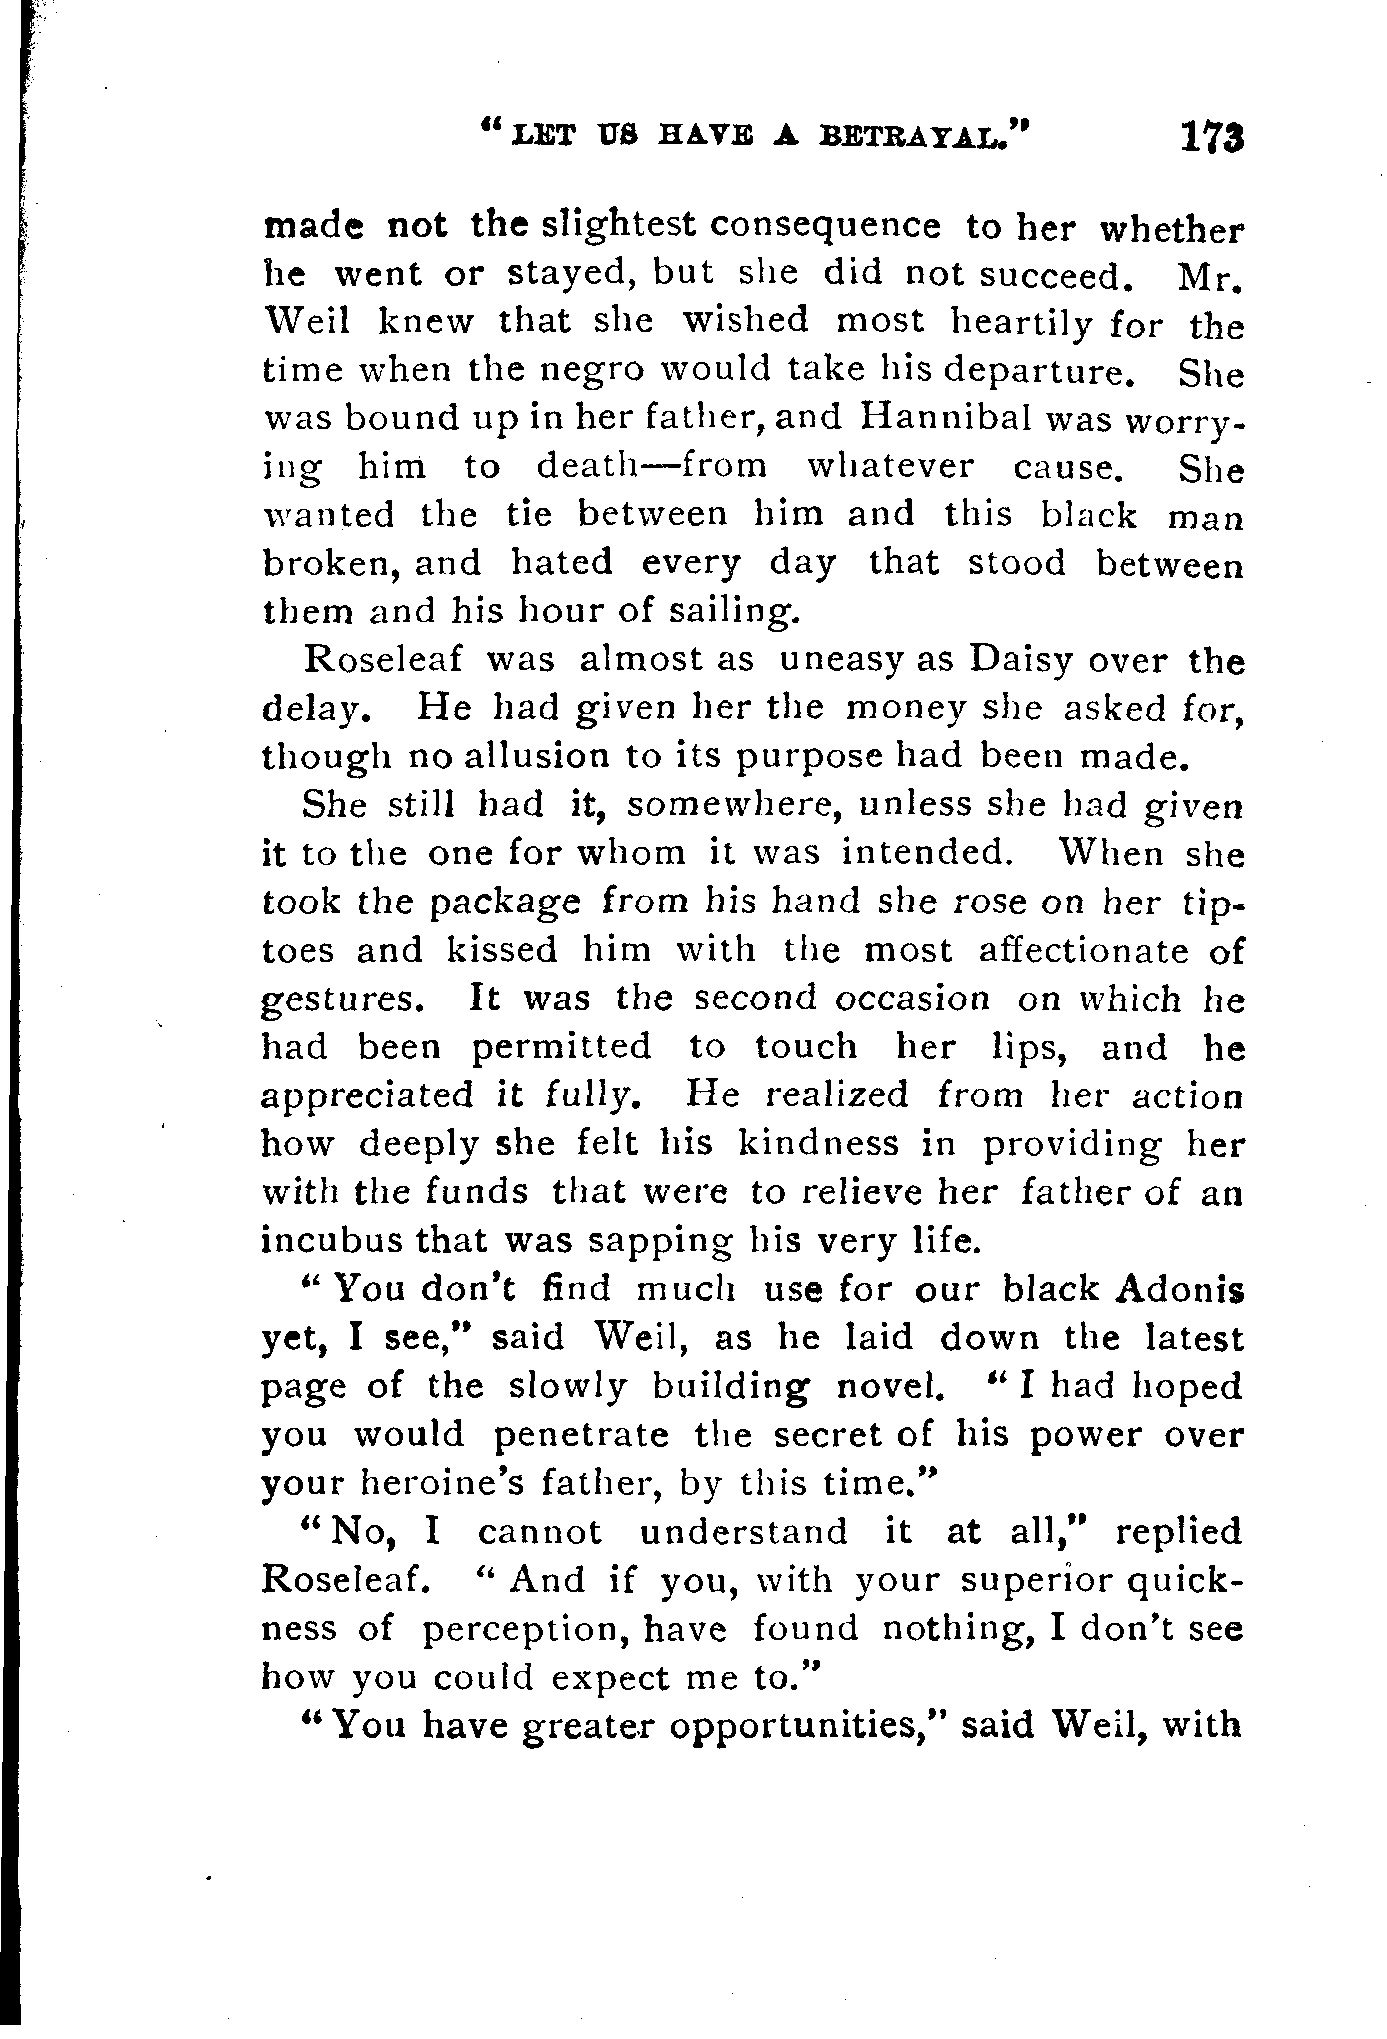 "LET US HAVE A BETRAYAL." 173
made not the slightest consequence to her whether
he went or stayed, but she did not succeed. Mr.
Weil knew that she wished most heartily for the
time when the negro would take his departure. She
was bound up in her father, and Hannibal was worry-
ing him to death—from whatever cause. She
wanted the tie between him and this black man
broken, and hated every day that stood between
them and his hour of sailing.
Roseleaf was almost as uneasy as Daisy over the
delay. He had given her the money she asked for,
though no allusion to its purpose had been made.
She still had it, somewhere, unless she had given
it to the one for whom it was intended. When she
took the package from his hand she rose on her tip-
toes and kissed him with the most affectionate of
gestures. It was the second occasion on which he
had been permitted to touch her lips, and he
appreciated it fully. He realized from her action
how deeply she felt his kindness in providing her
with the funds that were to relieve her father of an
incubus that was sapping his very life.
"You don't find much use for our black Adonis
yet, I see," said Weil, as he laid down the latest
page of the slowly building novel. "I had hoped
you would penetrate the secret of his power over
your heroine's father, by this time."
"No, I cannot understand it at all," replied
Roseleaf. "And if you, with your superior quick-
ness of perception, have found nothing, I don't see
how you could expect me to."
"You have greater opportunities," said Weil, with